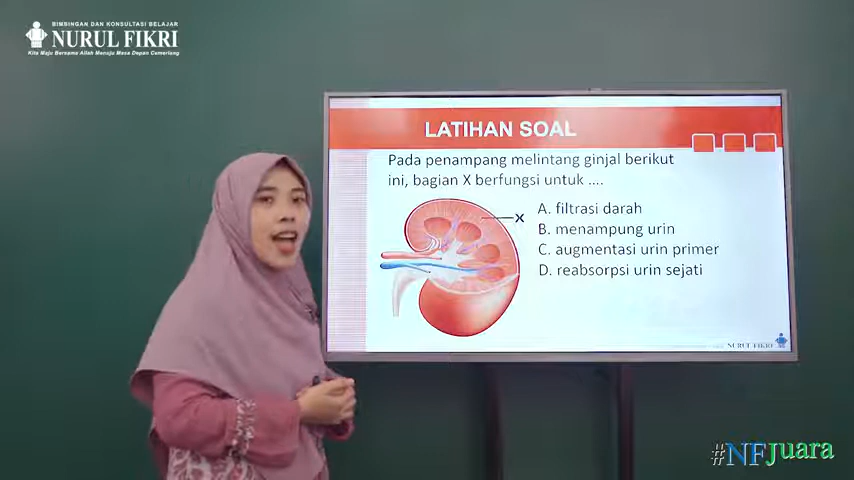 BIMBINGAN DAN KONSULTASI BELAJAR
NURUL FIKRI
Kita Maju Bersama Allah Menuju Masa Depan Cemerlang
LATIHAN SOAL
Pada penampang melintang ginjal berikut
ini, bagian X berfungsi untuk ....
X
A. filtrasi darah
B. menampung urin
C. augmentasi urin primer
D. reabsorpsi urin sejati
NURUL FIKRI
#NFJuara